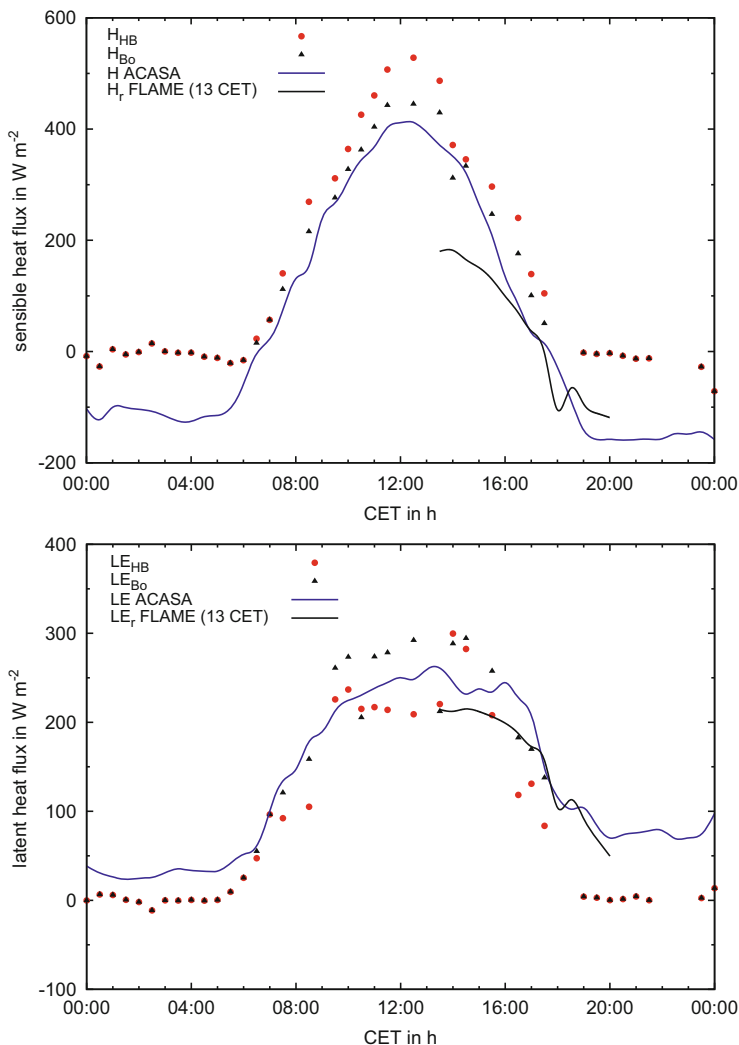 600
400
200
0
-200
sensible heat flux in W m⁻²
H_HB
H_Bo
H ACASA
H_r FLAME (13 CET)
00:00 04:00 08:00 12:00 16:00 20:00 00:00
CET in h
400
300
200
100
0
-100
latent heat flux in W m⁻²
LE_HB
LE_Bo
LE ACASA
LE_r FLAME (13 CET)
00:00 04:00 08:00 12:00 16:00 20:00 00:00
CET in h